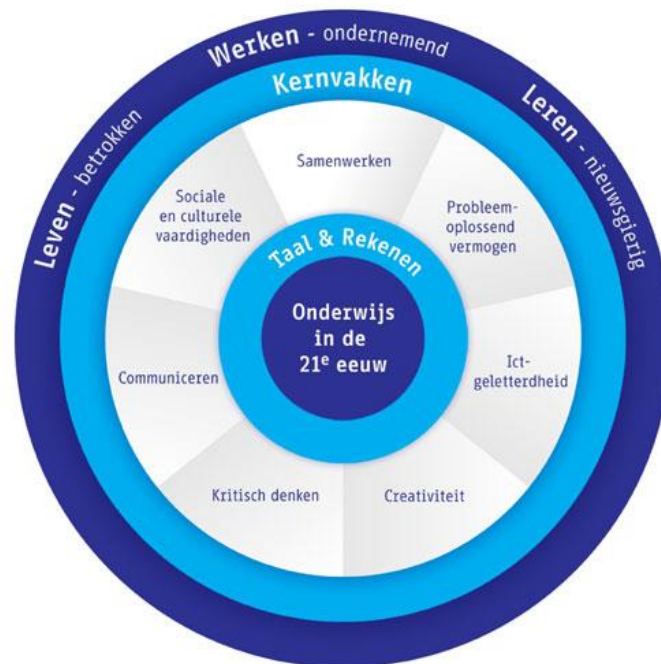 Werken - ondernemend
Leven - betrokken
Leren - nieuwsgierig
Kernvakken
Samenwerken
Probleem-
oplossend
vermogen
Ict-
geletterdheid
Creativiteit
Kritisch denken
Communiceren
Sociale
en culturele
vaardigheden
Taal & Rekenen
Onderwijs
in de
21e eeuw